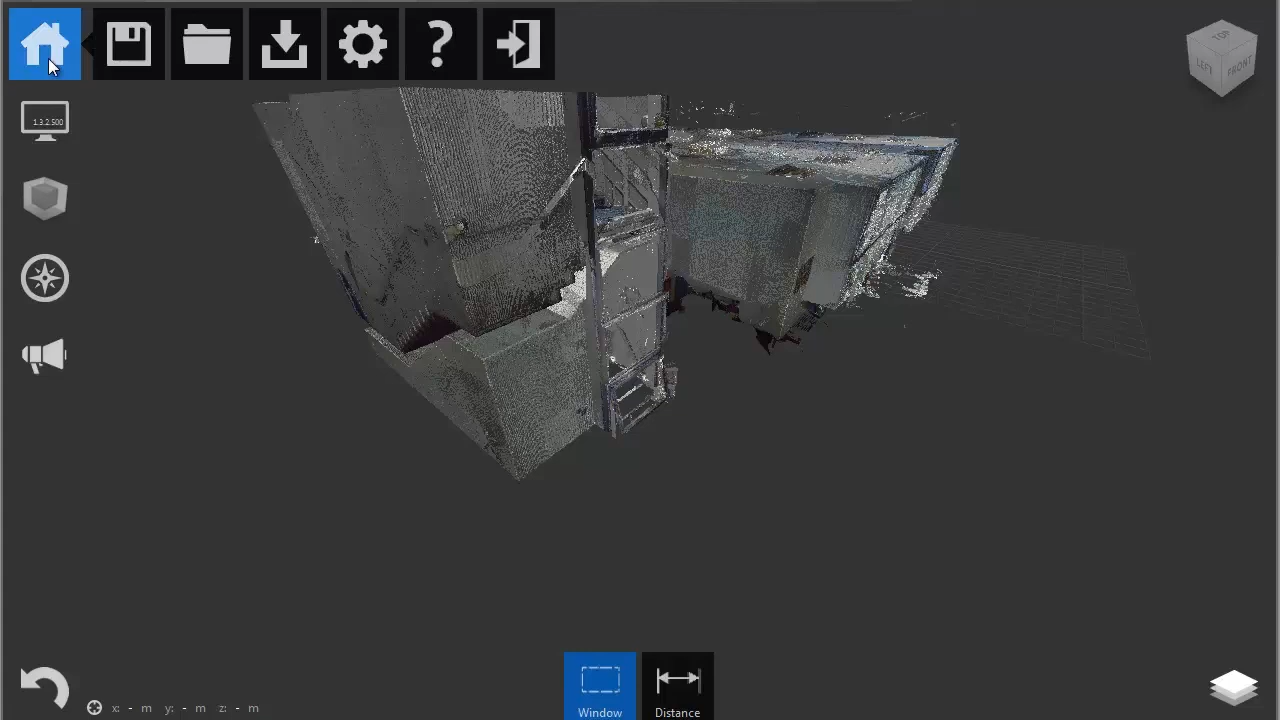 TOP
LEFT
FRONT
1.3.2.500
x: - m y: - m z: - m
Window
Distance